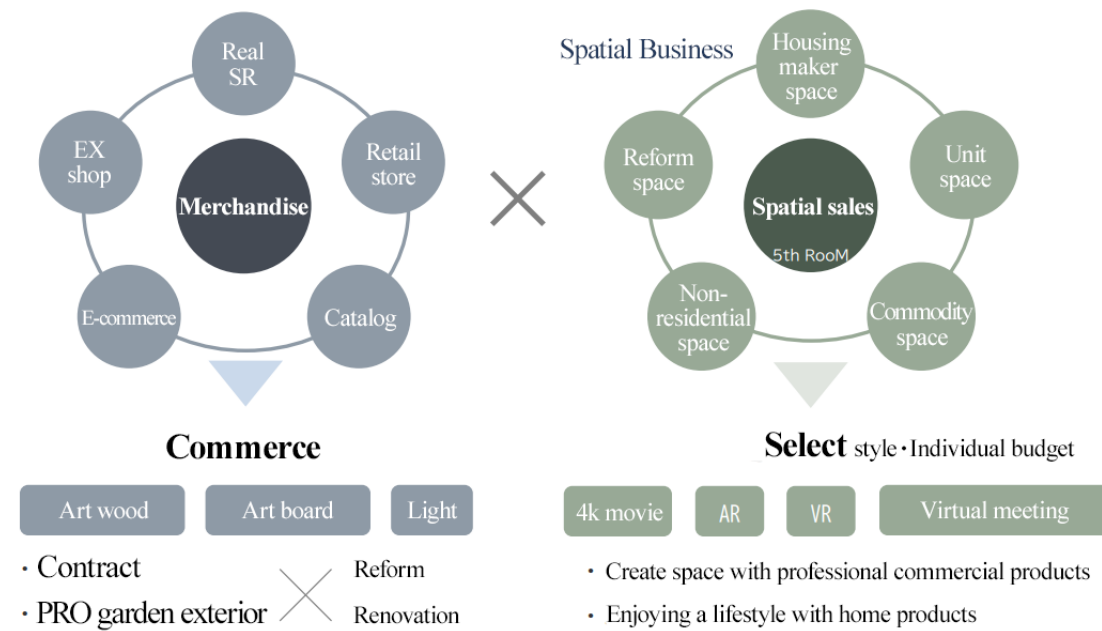 Real
SR
EX
shop
Retail
store
Merchandise
E-commerce
Catalog
Spatial Business
Housing
maker
space
Reform
space
Unit
space
Spatial sales
5th RooM
Non-
residential
space
Commodity
space
Commerce
Art wood
Art board
Light
· Contract
· PRO garden exterior
Reform
Renovation
Select style・Individual budget
4k movie
AR
VR
Virtual meeting
· Create space with professional commercial products
· Enjoying a lifestyle with home products